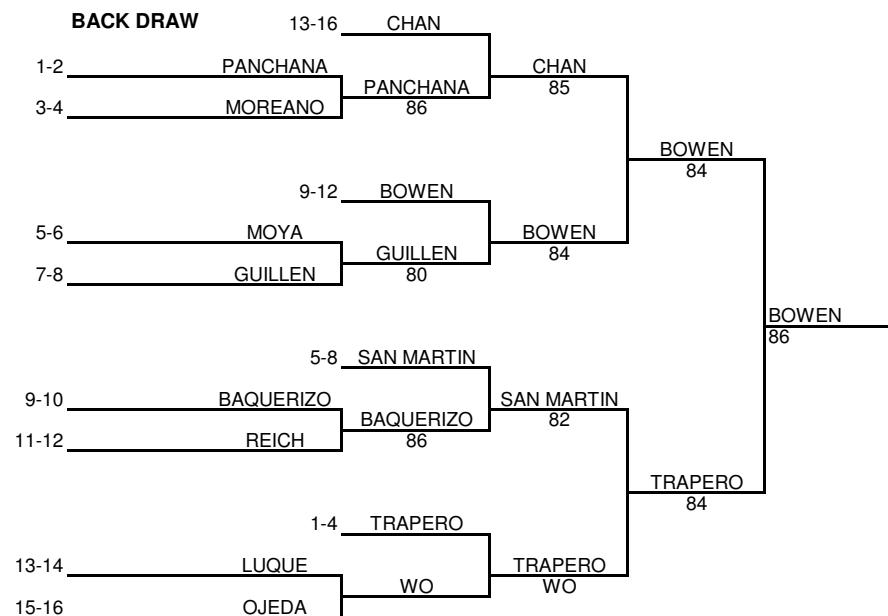 BACK DRAW
13-16 CHAN
1-2 PANCHANA CHAN
PANCHANA 85
3-4 MOREANO 86
BOWEN
84
9-12 BOWEN
5-6 MOYA BOWEN
GUILLEN 84
7-8 GUILLEN 80
BOWEN
86
5-8 SAN MARTIN
9-10 BAQUERIZO SAN MARTIN
BAQUERIZO 82
11-12 REICH 86
TRAPERO
84
1-4 TRAPERO
13-14 LUQUE TRAPERO
WO WO
15-16 OJEDA